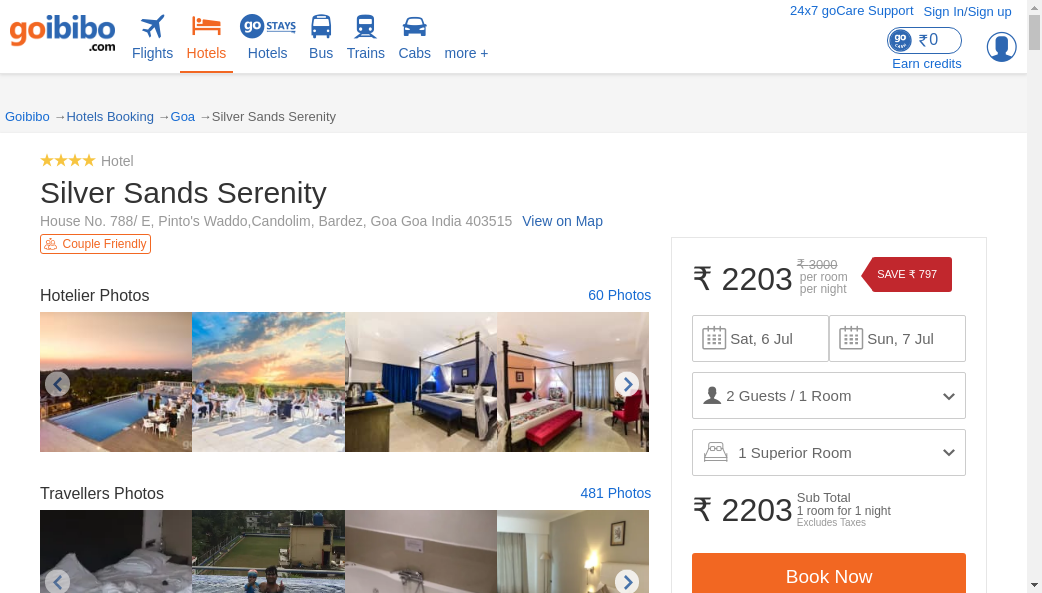 24x7 goCare Support Sign In/Sign up
goibibo
.com
go STAYS
Flights Hotels Hotels Bus Trains Cabs more +
go CASH ₹0
Earn credits
Goibibo →Hotels Booking →Goa →Silver Sands Serenity
Hotel
Silver Sands Serenity
House No. 788/ E, Pinto's Waddo,Candolim, Bardez, Goa Goa India 403515 View on Map
Couple Friendly
Hotelier Photos 60 Photos
Travellers Photos 481 Photos
₹ 2203 ₹ 3000
per room
per night
SAVE ₹ 797
Sat, 6 Jul Sun, 7 Jul
2 Guests / 1 Room
1 Superior Room
₹ 2203 Sub Total
1 room for 1 night
Excludes Taxes
Book Now